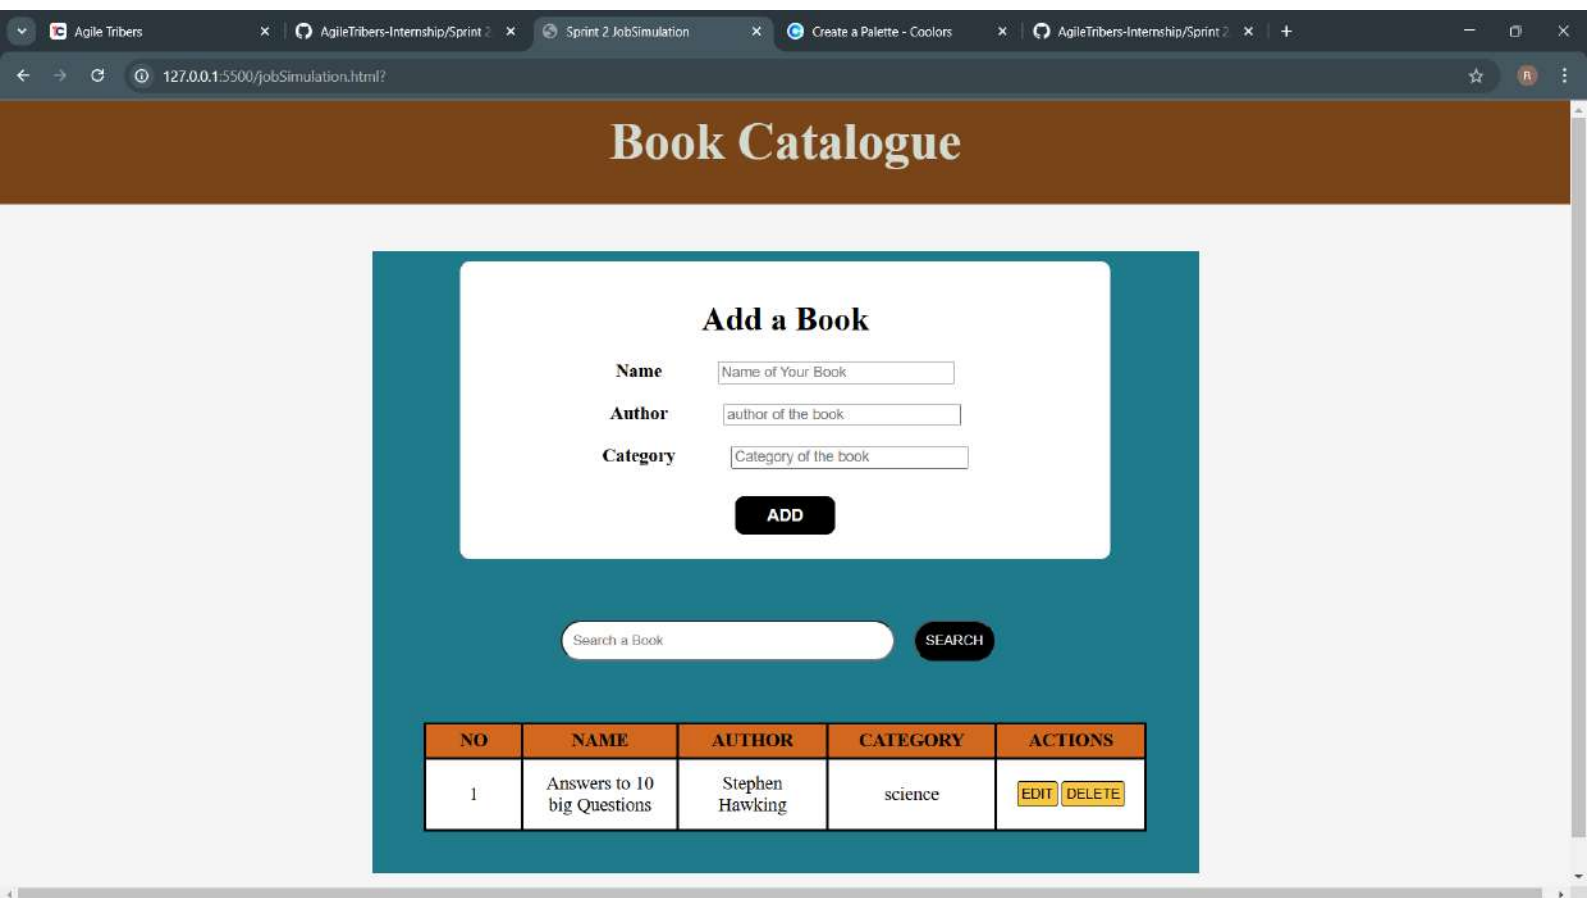 Agile Tribers
AgileTribers-Internship/Sprint 2
Sprint 2 JobSimulation
Create a Palette - Coolors
AgileTribers-Internship/Sprint 2
127.0.0.1:5500/jobSimulation.html?
R
Book Catalogue
Add a Book
Name Name of Your Book
Author author of the book
Category Category of the book
ADD
Search a Book SEARCH
NO NAME AUTHOR CATEGORY ACTIONS
1 Answers to 10 big Questions Stephen Hawking science EDIT DELETE